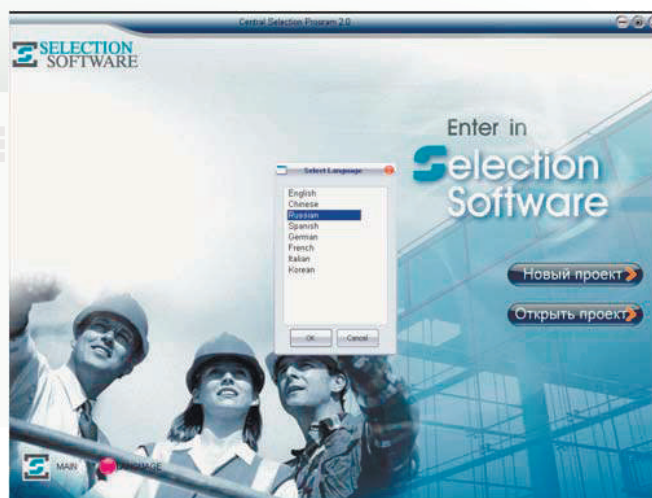 Central Selection Program 2.0
SELECTION
SOFTWARE
Enter in
Selection
Software
Select Language
English
Chinese
Russian
Spanish
German
French
Italian
Korean
OK
Cancel
Новый проект
Открыть проект
MAIN
LANGUAGE